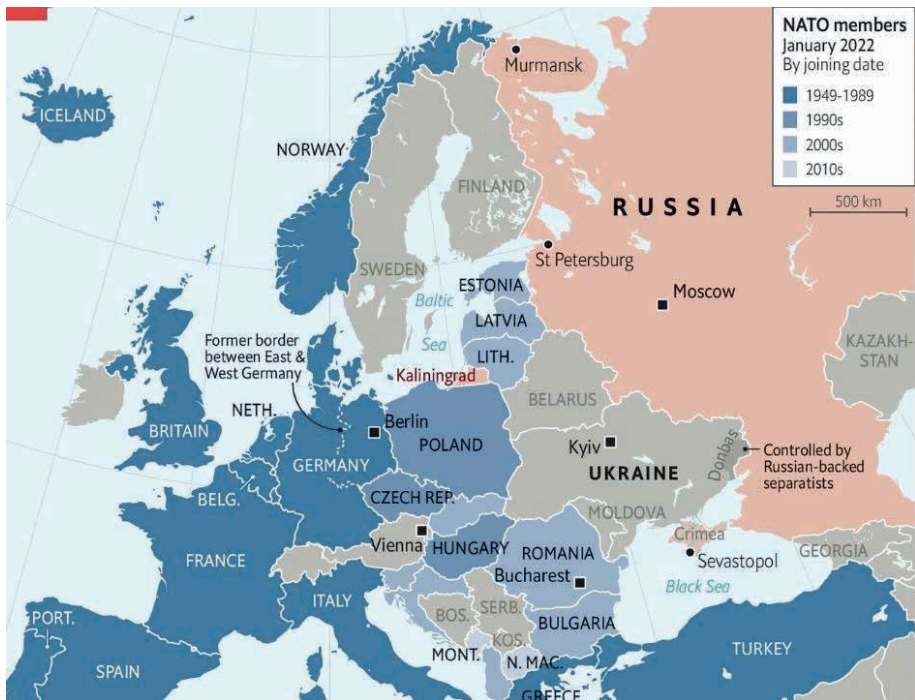 NATO members
January 2022
By joining date
1949-1989
1990s
2000s
2010s
500 km
ICELAND
Murmansk
NORWAY
FINLAND
RUSSIA
SWEDEN
St Petersburg
ESTONIA
Moscow
Baltic
Sea
LATVIA
Former border
between East &
West Germany
LITH.
KAZAKH-
STAN
Kaliningrad
BELARUS
NETH.
Berlin
BRITAIN
POLAND
Kyiv
Donbas
Controlled by
Russian-backed
separatists
GERMANY
UKRAINE
BELG.
CZECH REP.
MOLDOVA
Crimea
Vienna
FRANCE
HUNGARY
ROMANIA
GEORGIA
Sevastopol
Bucharest
Black Sea
ITALY
BOS.
SERB.
PORT.
BULGARIA
KOS.
TURKEY
MONT.
N. MAC.
SPAIN
GREECE